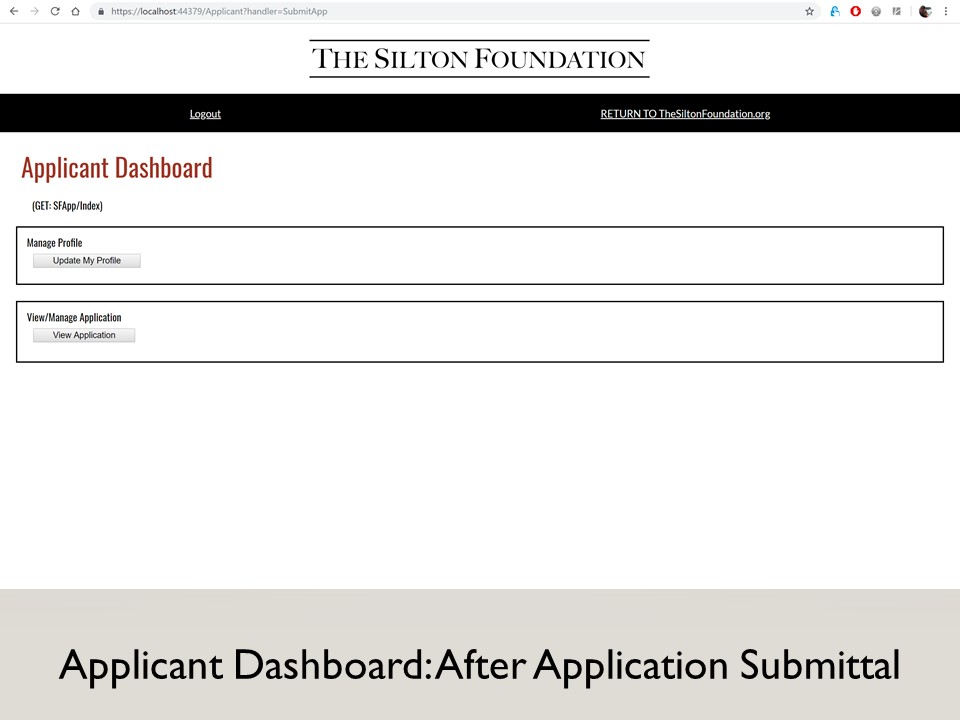 https://localhost:44379/Applicant?handler=SubmitApp
THE SILTON FOUNDATION
Logout
RETURN TO TheSiltonFoundation.org
Applicant Dashboard
(GET: SFApp/Index)
Manage Profile
Update My Profile
View/Manage Application
View Application
Applicant Dashboard: After Application Submittal